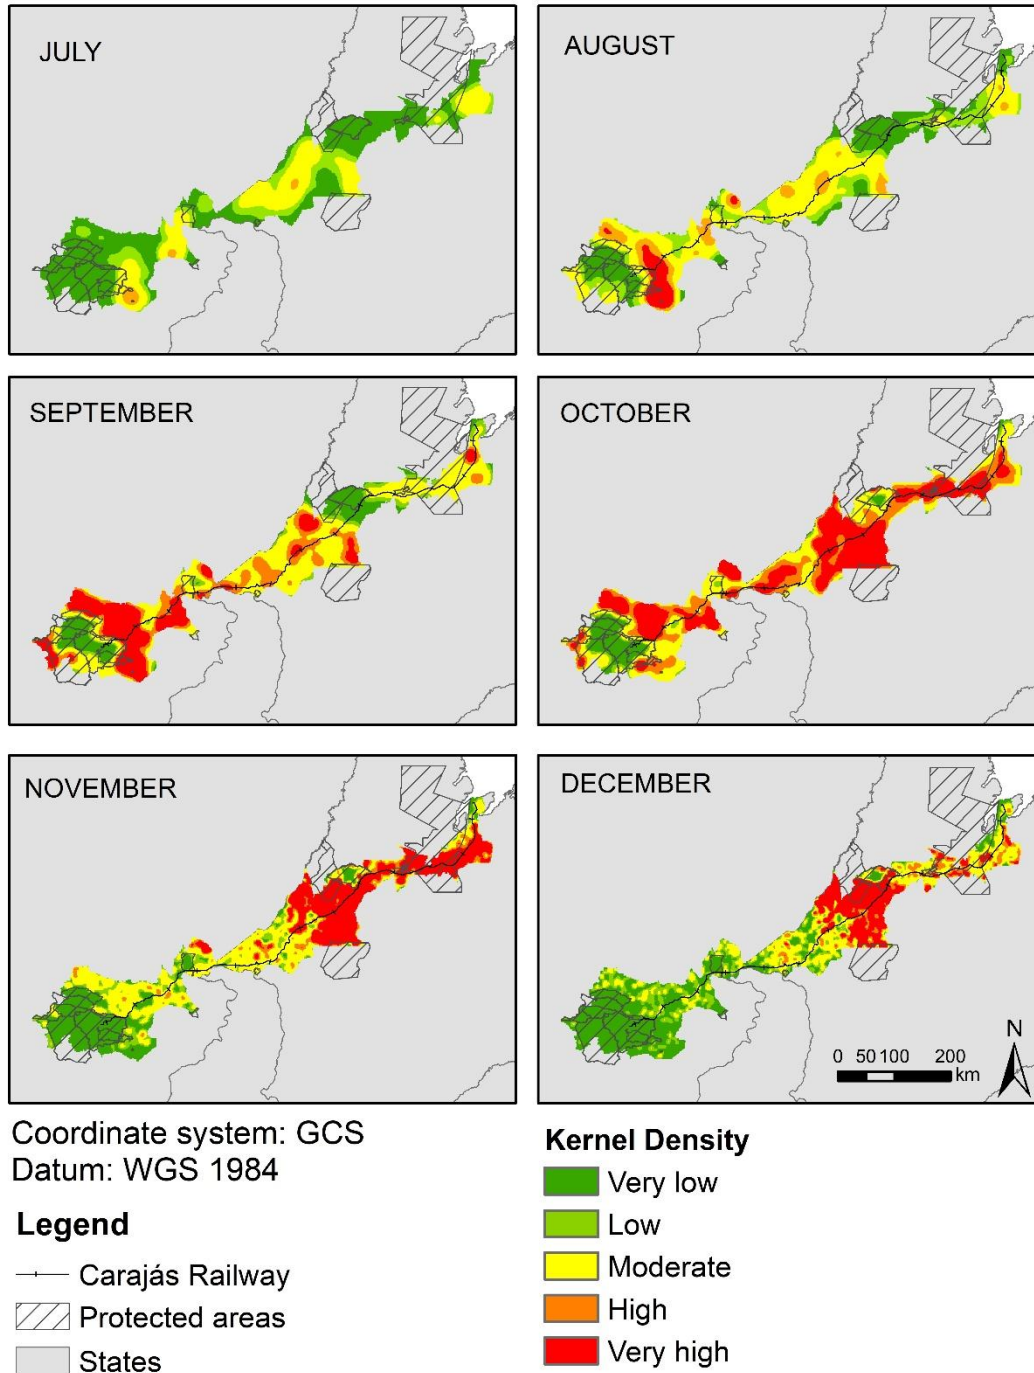 JULY
AUGUST
SEPTEMBER
OCTOBER
NOVEMBER
DECEMBER
N
0 50 100 200
km
Coordinate system: GCS
Datum: WGS 1984
Legend
Carajás Railway
Protected areas
States
Kernel Density
Very low
Low
Moderate
High
Very high